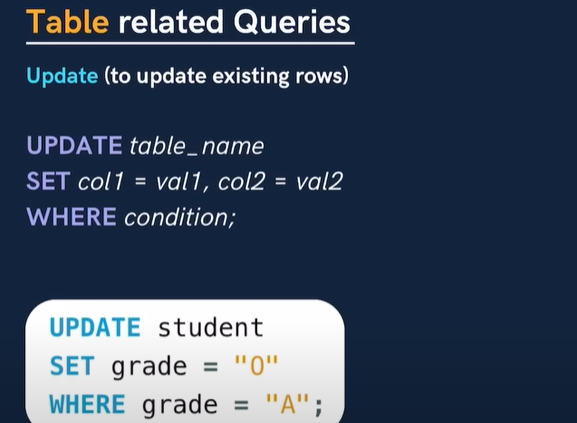 Table related Queries
Update (to update existing rows)
UPDATE table_name
SET col1 = val1, col2 = val2
WHERE condition;
UPDATE student
SET grade = "O"
WHERE grade = "A";